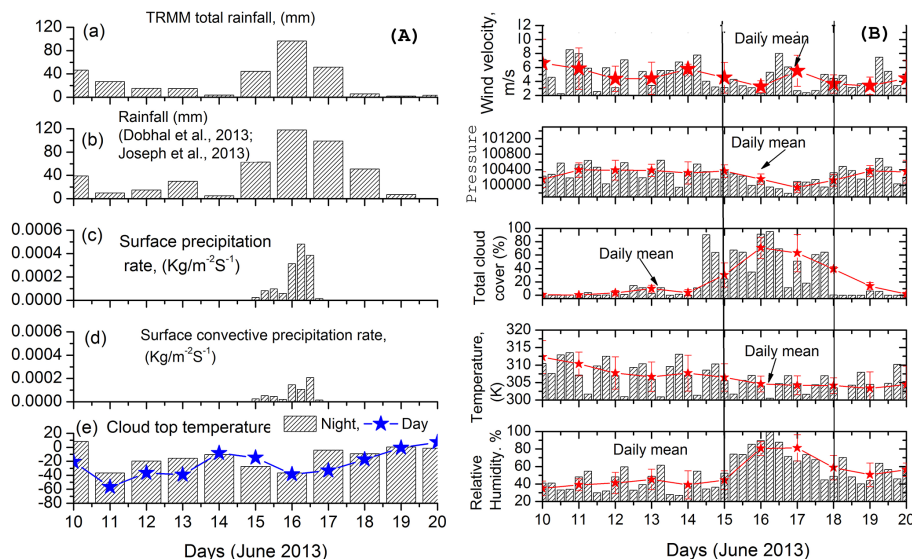 TRMM total rainfall, (mm)
(a)
(A)
120
80
40
0
Rainfall (mm)
(Dobhal et al., 2013;
Joseph et al., 2013)
(b)
120
80
40
0
(c)
Surface precipitation
rate, (Kg/m⁻²S⁻¹)
0.0006
0.0004
0.0002
0.0000
(d)
Surface convective precipitation rate,
(Kg/m⁻²S⁻¹)
0.0006
0.0004
0.0002
0.0000
(e) Cloud top temperature
Night, Day
20
0
-20
-40
-60
-80
10 11 12 13 14 15 16 17 18 19 20
Days (June 2013)
(B)
Daily mean
Wind velocity,
m/s
12
10
8
6
4
2
Daily mean
Pressure
101200
100800
100400
100000
Daily mean
Total cloud
cover (%)
90
60
30
0
Daily mean
Temperature,
(K)
320
315
310
305
300
Daily mean
Relative
Humidity. %
100
80
60
40
20
10 11 12 13 14 15 16 17 18 19 20
Days (June 2013)